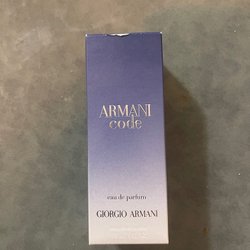 ARMANI
code
eau de parfum
GIORGIO ARMANI